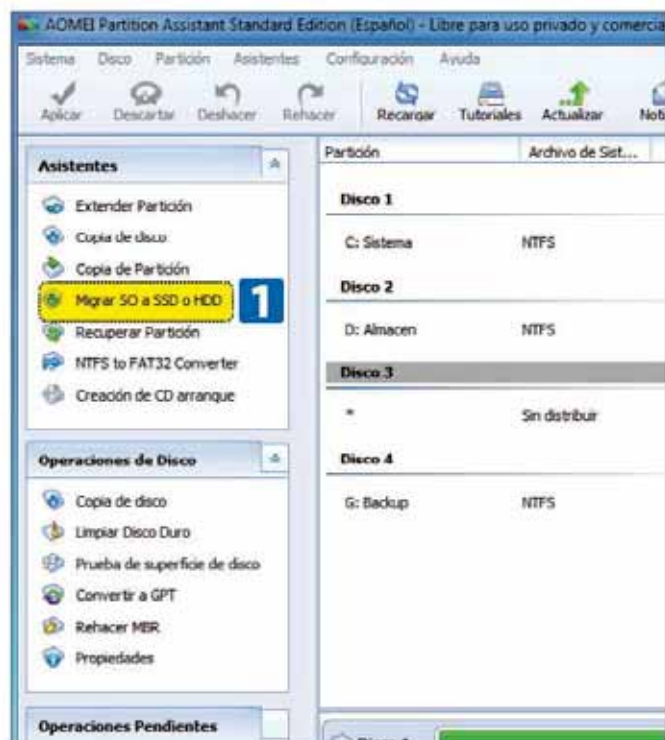 AOMEI Partition Assistant Standard Edition (Español) - Libre para uso privado y comercia
Sistema Disco Partición Asistentes Configuración Ayuda
Aplicar Descartar Deshacer Rehacer Recargar Tutoriales Actualizar Noti
Asistentes
Extender Partición
Copia de disco
Copia de Partición
Migrar SO a SSD o HDD 1
Recuperar Partición
NTFS to FAT32 Converter
Creación de CD arranque
Operaciones de Disco
Copia de disco
Limpiar Disco Duro
Prueba de superficie de disco
Convertir a GPT
Rehacer MBR
Propiedades
Operaciones Pendientes
Partición Archivo de Sist...
Disco 1
C: Sistema NTFS
Disco 2
D: Almacen NTFS
Disco 3
* Sin distribuir
Disco 4
G: Backup NTFS